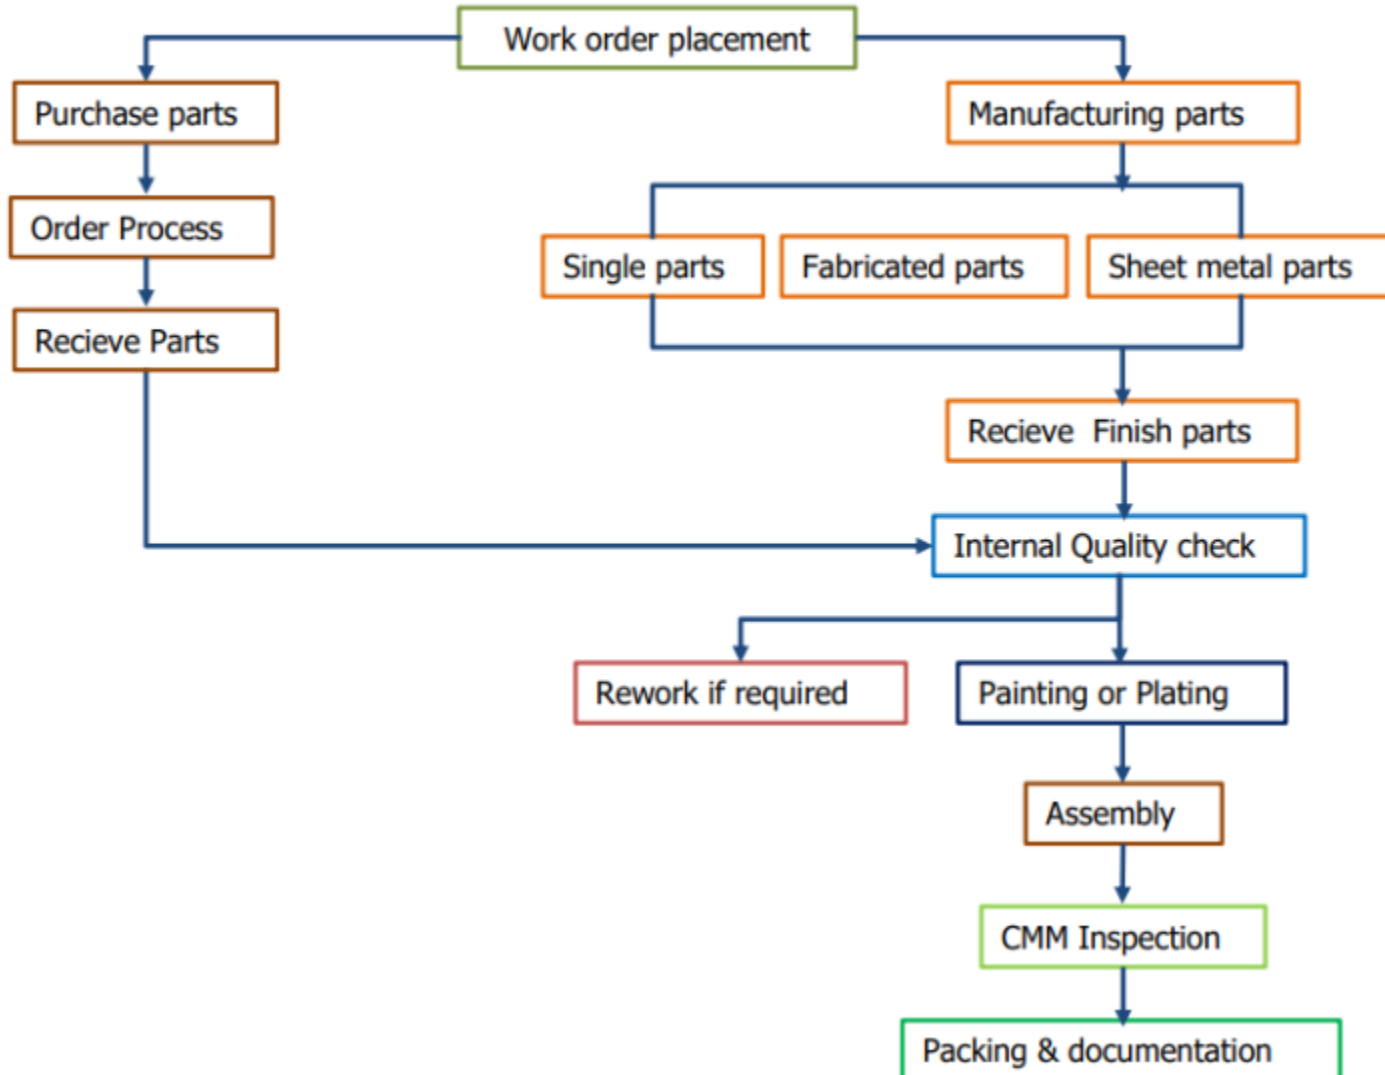 Work order placement
Purchase parts
Manufacturing parts
Order Process
Single parts
Fabricated parts
Sheet metal parts
Recieve Parts
Recieve  Finish parts
Internal Quality check
Rework if required
Painting or Plating
Assembly
CMM Inspection
Packing & documentation